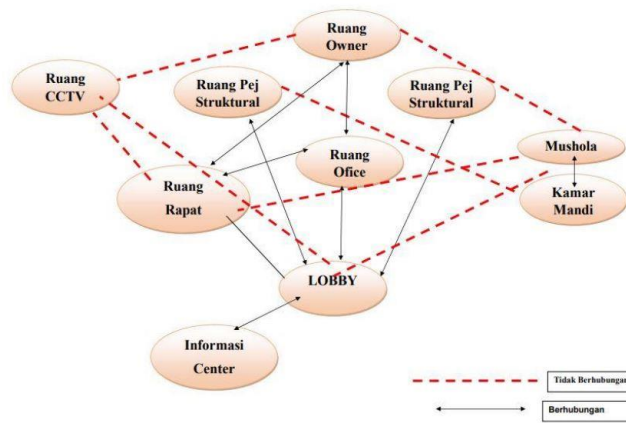 Ruang
Owner
Ruang
CCTV
Ruang Pej
Struktural
Ruang Pej
Struktural
Mushola
Ruang
Ofice
Ruang
Rapat
Kamar
Mandi
LOBBY
Informasi
Center
Tidak Berhubungan
Berhubungan